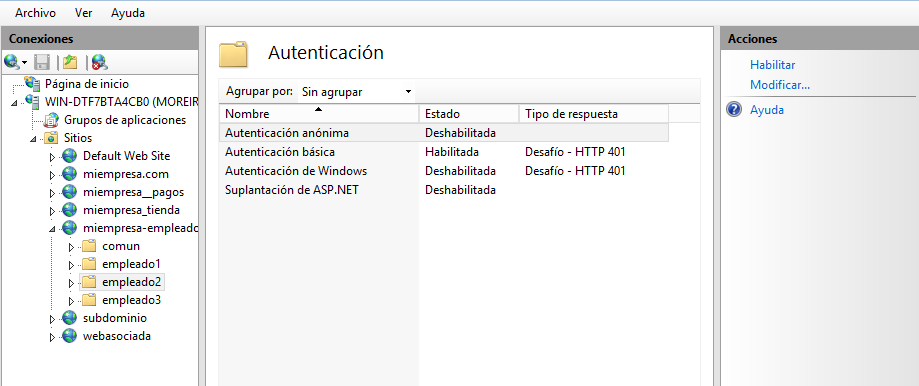 Archivo Ver Ayuda
Conexiones
Página de inicio
WIN-DTF7BTA4CB0 (MOREIR
Grupos de aplicaciones
Sitios
Default Web Site
miempresa.com
miempresa__pagos
miempresa_tienda
miempresa-empleado
comun
empleado1
empleado2
empleado3
subdominio
webasociada
Autenticación
Agrupar por: Sin agrupar
Nombre Estado Tipo de respuesta
Autenticación anónima Deshabilitada
Autenticación básica Habilitada Desafío - HTTP 401
Autenticación de Windows Deshabilitada Desafío - HTTP 401
Suplantación de ASP.NET Deshabilitada
Acciones
Habilitar
Modificar...
Ayuda